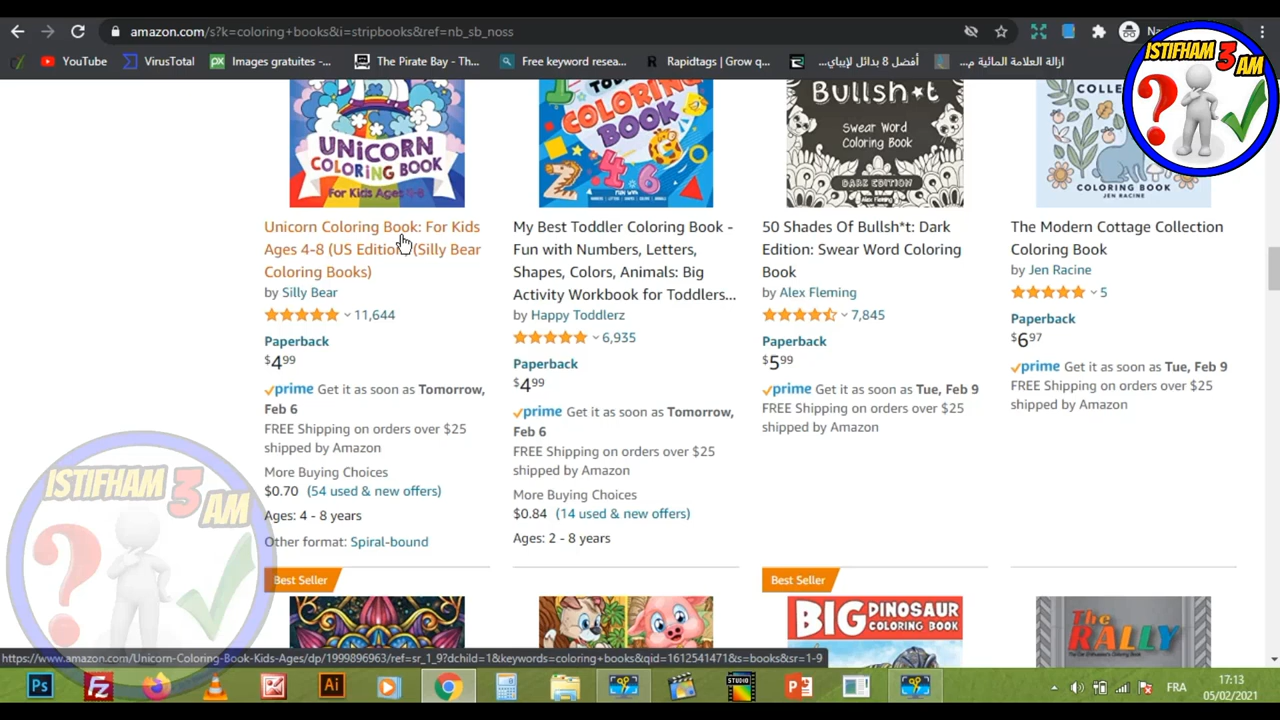 amazon.com/s?k=coloring+books&i=stripbooks&ref=nb_sb_noss
YouTube
VirusTotal
PX
Images gratuites -...
The Pirate Bay - Th...
Free keyword resea...
R
Rapidtags | Grow q...
أفضل 8 بدائل لإيباي...
ازالة العلامة المائية م...
ISTIFHAM 3
AM
UNICORN
COLORING BOOK
For Kids Ages 4-8
COLORING
BOOK
Bullsh*t
Swear Word
Coloring Book
DARK EDITION
Alex Fleming
COLORING BOOK
JEN RACINE
Unicorn Coloring Book: For Kids
Ages 4-8 (US Edition) (Silly Bear
Coloring Books)
by Silly Bear
11,644
Paperback
$4.99
prime Get it as soon as Tomorrow,
Feb 6
FREE Shipping on orders over $25
shipped by Amazon
More Buying Choices
$0.70 (54 used & new offers)
Ages: 4 - 8 years
Other format: Spiral-bound
My Best Toddler Coloring Book -
Fun with Numbers, Letters,
Shapes, Colors, Animals: Big
Activity Workbook for Toddlers...
by Happy Toddlerz
6,935
Paperback
$4.99
prime Get it as soon as Tomorrow,
Feb 6
FREE Shipping on orders over $25
shipped by Amazon
More Buying Choices
$0.84 (14 used & new offers)
Ages: 2 - 8 years
50 Shades Of Bullsh*t: Dark
Edition: Swear Word Coloring
Book
by Alex Fleming
7,845
Paperback
$5.99
prime Get it as soon as Tue, Feb 9
FREE Shipping on orders over $25
shipped by Amazon
The Modern Cottage Collection
Coloring Book
by Jen Racine
5
Paperback
$6.97
prime Get it as soon as Tue, Feb 9
FREE Shipping on orders over $25
shipped by Amazon
ISTIFHAM 3
AM
Best Seller
Best Seller
BIG DINOSAUR
COLORING BOOK
The
RALLY
https://www.amazon.com/Unicorn-Coloring-Book-Kids-Ages/dp/1999896963/ref=sr_1_9?dchild=1&keywords=coloring+books&qid=1612541471&s=books&sr=1-9
Ps
Fz
Ai
STUDIO
P
FRA
17:13
05/02/2021